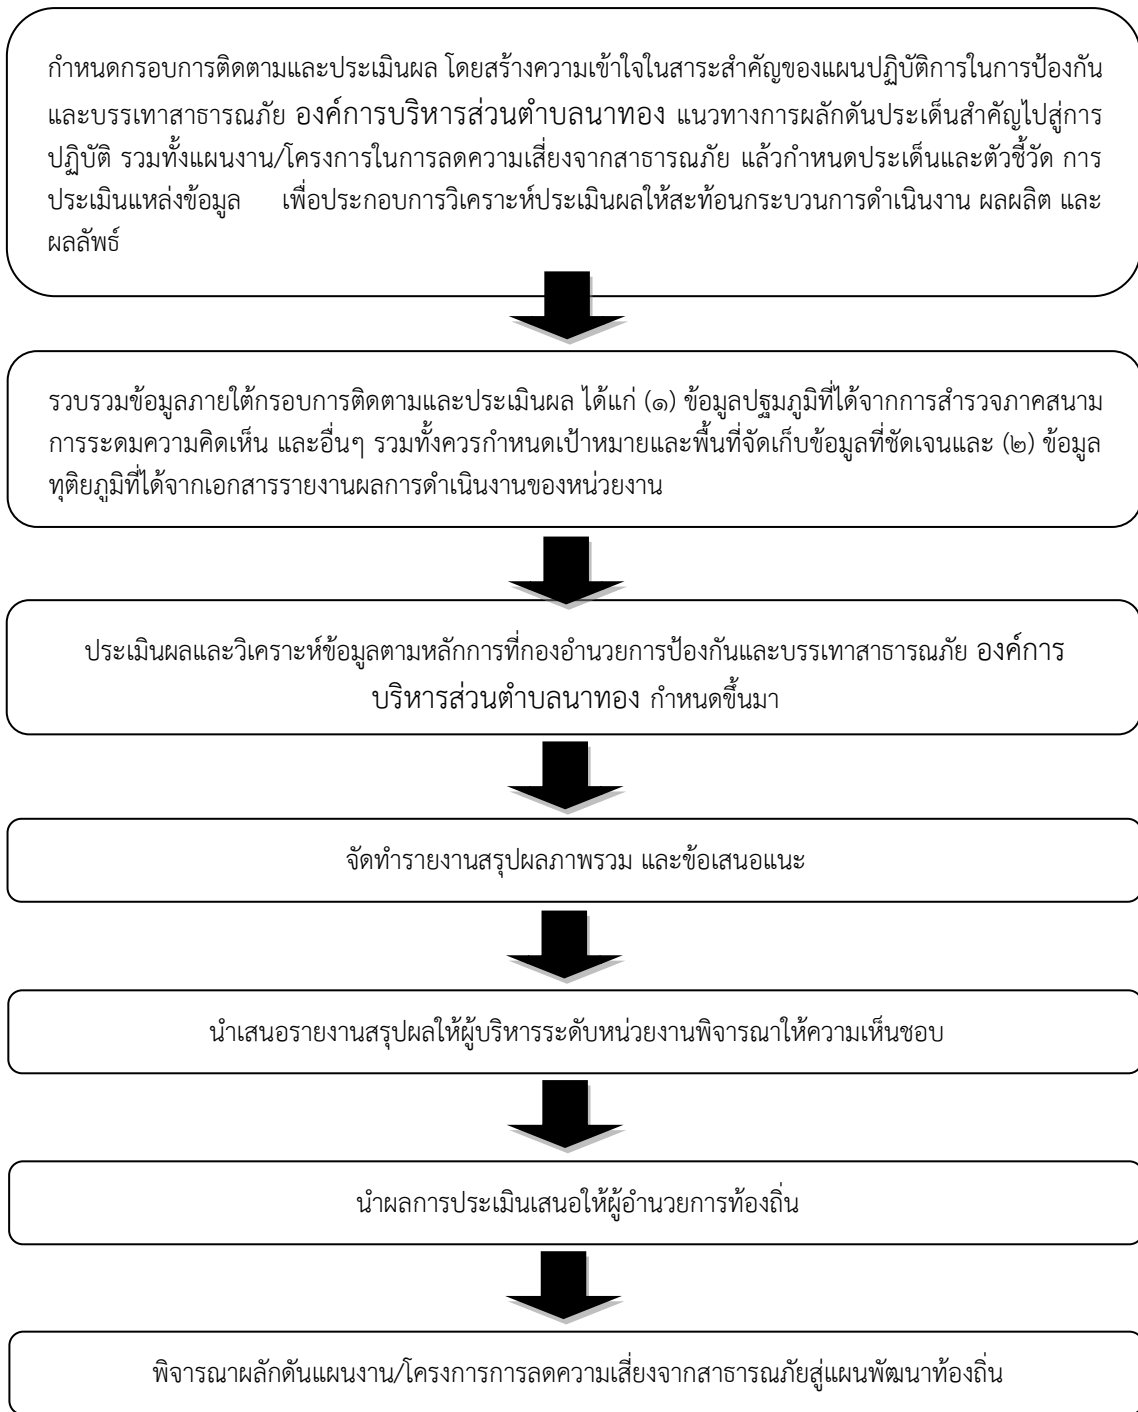 กำหนดกรอบการติดตามและประเมินผล โดยสร้างความเข้าใจในสาระสำคัญของแผนปฏิบัติการในการป้องกัน
และบรรเทาสาธารณภัย องค์การบริหารส่วนตำบลนาทอง แนวทางการผลักดันประเด็นสำคัญไปสู่การ
ปฏิบัติ รวมทั้งแผนงาน/โครงการในการลดความเสี่ยงจากสาธารณภัย แล้วกำหนดประเด็นและตัวชี้วัด การ
ประเมินแหล่งข้อมูล เพื่อประกอบการวิเคราะห์ประเมินผลให้สะท้อนกระบวนการดำเนินงาน ผลผลิต และ
ผลลัพธ์
รวบรวมข้อมูลภายใต้กรอบการติดตามและประเมินผล ได้แก่ (๑) ข้อมูลปฐมภูมิที่ได้จากการสำรวจภาคสนาม
การระดมความคิดเห็น และอื่นๆ รวมทั้งควรกำหนดเป้าหมายและพื้นที่จัดเก็บข้อมูลที่ชัดเจนและ (๒) ข้อมูล
ทุติยภูมิที่ได้จากเอกสารรายงานผลการดำเนินงานของหน่วยงาน
ประเมินผลและวิเคราะห์ข้อมูลตามหลักการที่กองอำนวยการป้องกันและบรรเทาสาธารณภัย องค์การ
บริหารส่วนตำบลนาทอง กำหนดขึ้นมา
จัดทำรายงานสรุปผลภาพรวม และข้อเสนอแนะ
นำเสนอรายงานสรุปผลให้ผู้บริหารระดับหน่วยงานพิจารณาให้ความเห็นชอบ
นำผลการประเมินเสนอให้ผู้อำนวยการท้องถิ่น
พิจารณาผลักดันแผนงาน/โครงการการลดความเสี่ยงจากสาธารณภัยสู่แผนพัฒนาท้องถิ่น